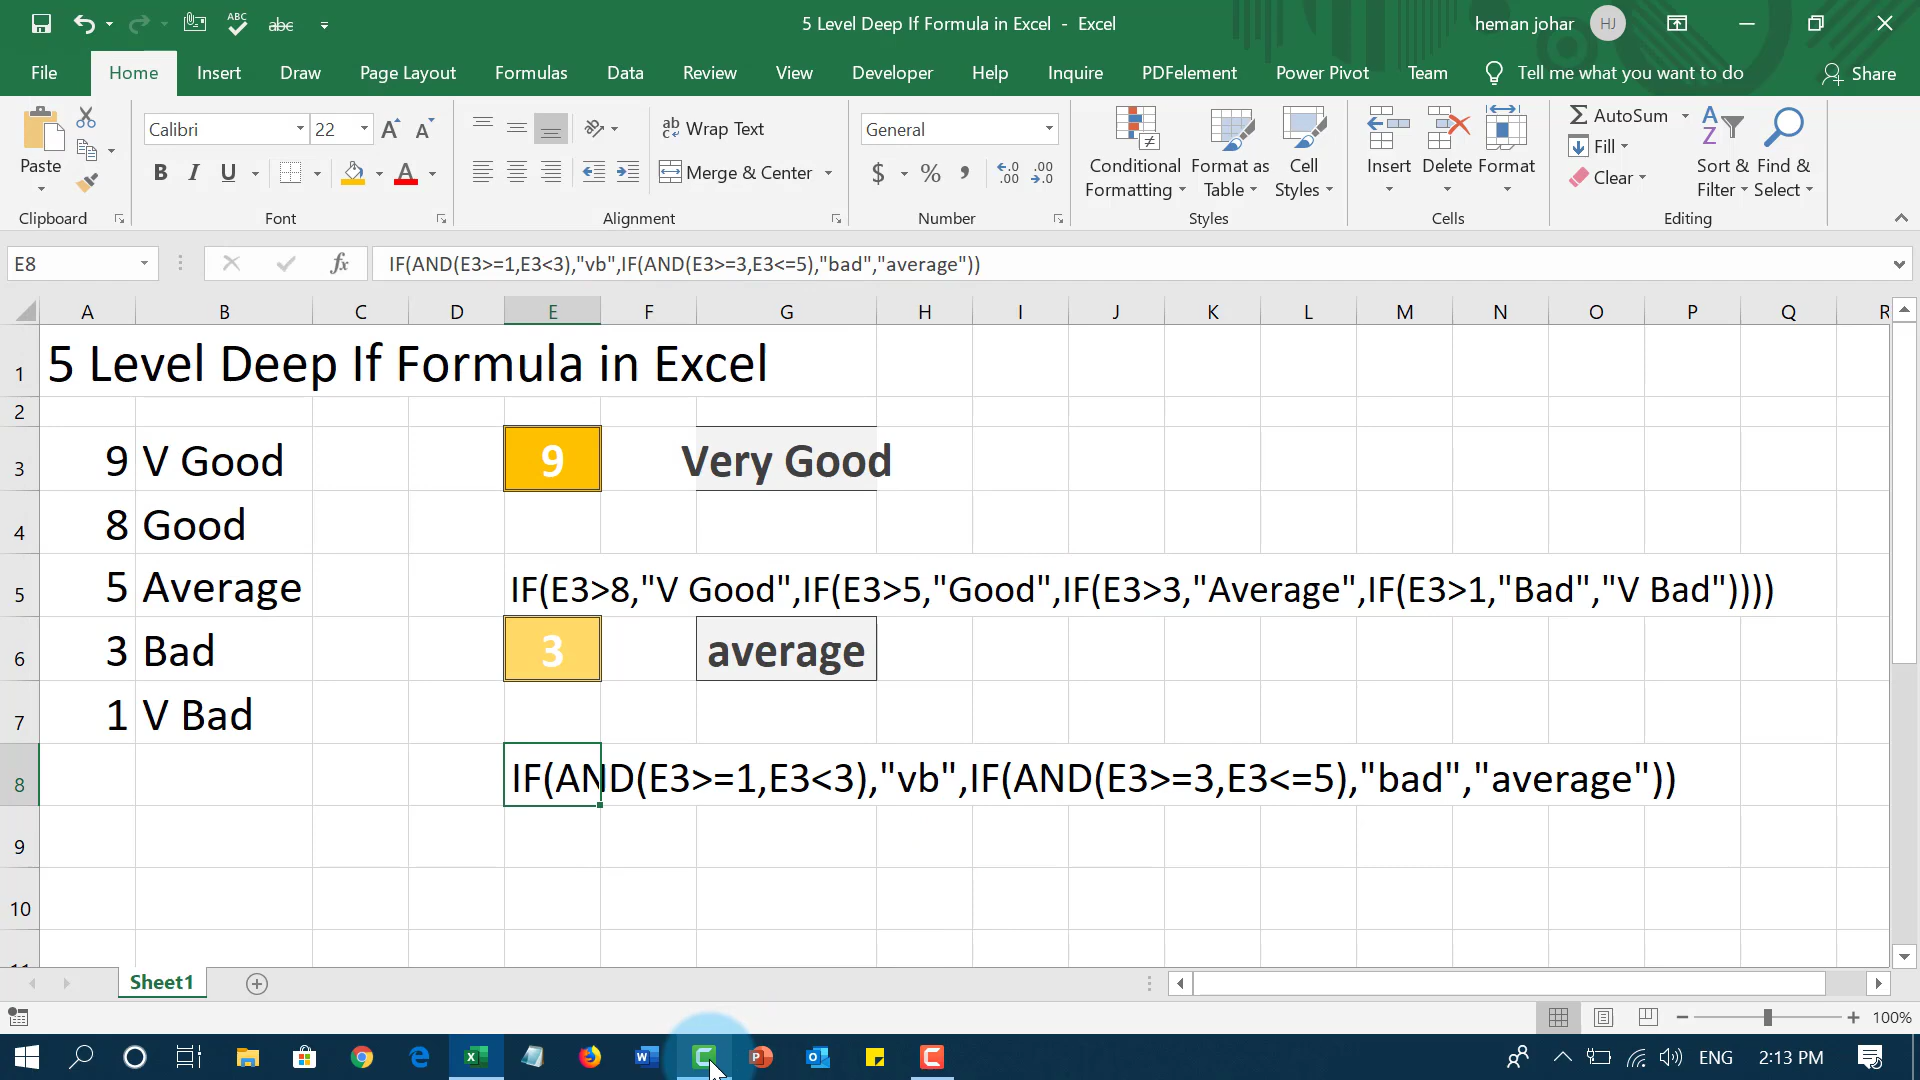 5 Level Deep If Formula in Excel - Excel
heman johar HJ
File Home Insert Draw Page Layout Formulas Data Review View Developer Help Inquire PDFelement Power Pivot Team Tell me what you want to do Share
Calibri 22 Wrap Text General AutoSum
Paste Merge & Center $ % , Conditional Formatting Format as Table Cell Styles Insert Delete Format Fill Clear Sort & Filter Find & Select
Clipboard Font Alignment Number Styles Cells Editing
E8 fx IF(AND(E3>=1,E3<3),"vb",IF(AND(E3>=3,E3<=5),"bad","average"))
A B C D E F G H I J K L M N O P Q R
1 5 Level Deep If Formula in Excel
2
3 9 V Good 9 Very Good
4 8 Good
5 5 Average IF(E3>8,"V Good",IF(E3>5,"Good",IF(E3>3,"Average",IF(E3>1,"Bad","V Bad"))))
6 3 Bad 3 average
7 1 V Bad
8 IF(AND(E3>=1,E3<3),"vb",IF(AND(E3>=3,E3<=5),"bad","average"))
9
10
11
Sheet1
100%
ENG 2:13 PM